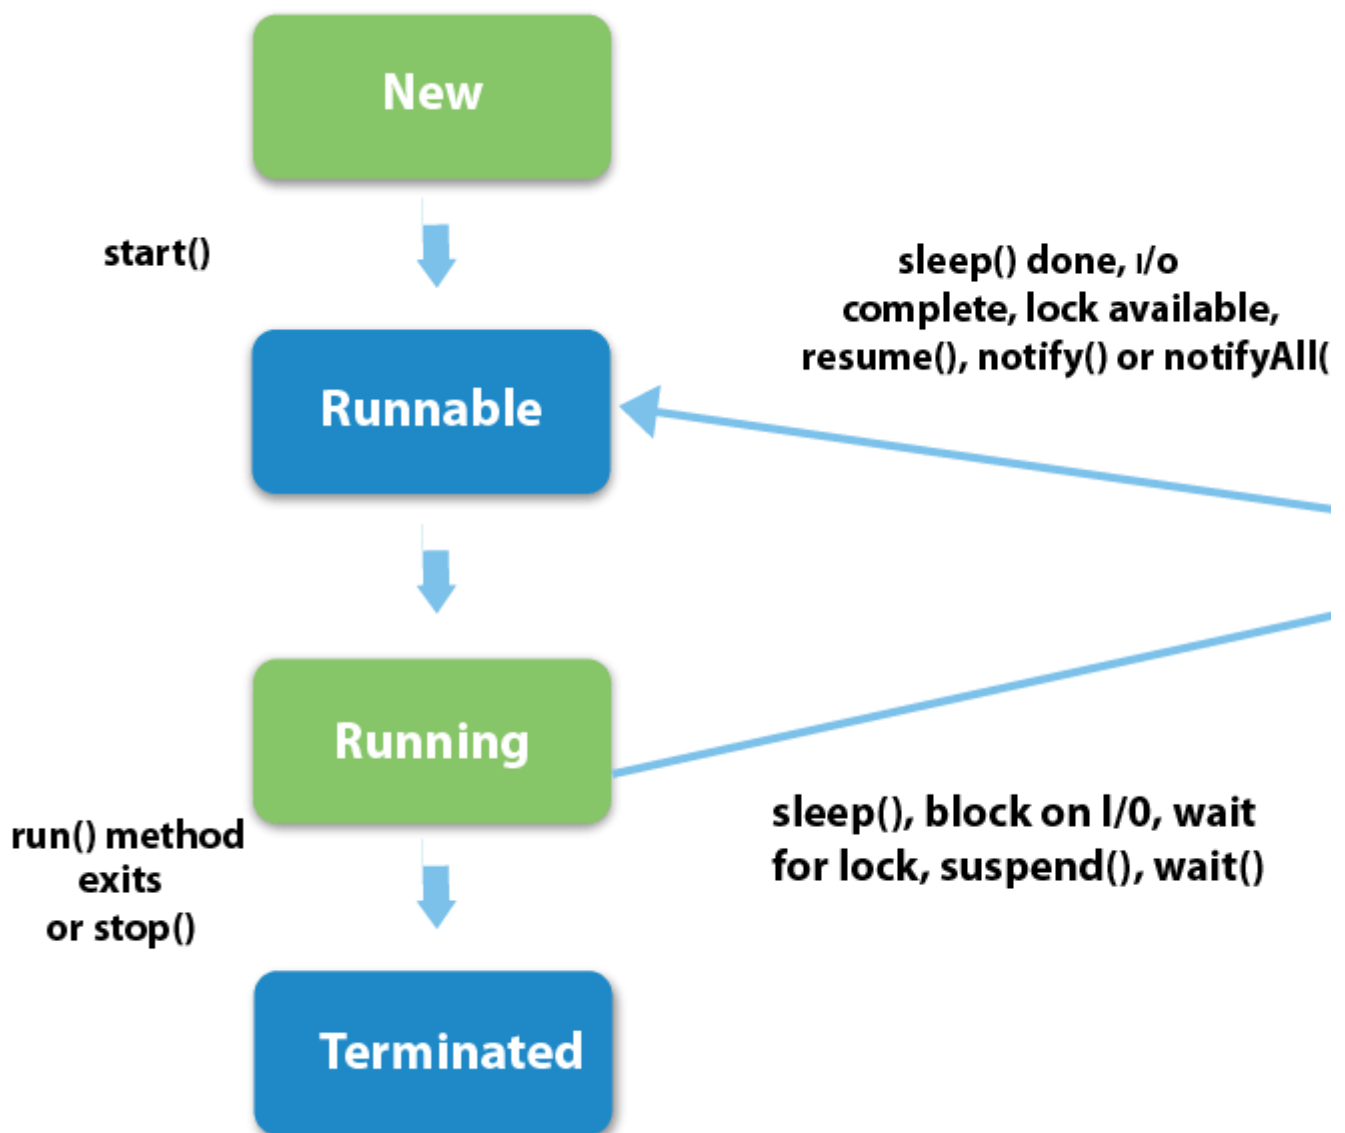 New
start()
sleep() done, I/o
complete, lock available,
resume(), notify() or notifyAll(
Runnable
Running
sleep(), block on l/0, wait
for lock, suspend(), wait()
run() method
exits
or stop()
Terminated